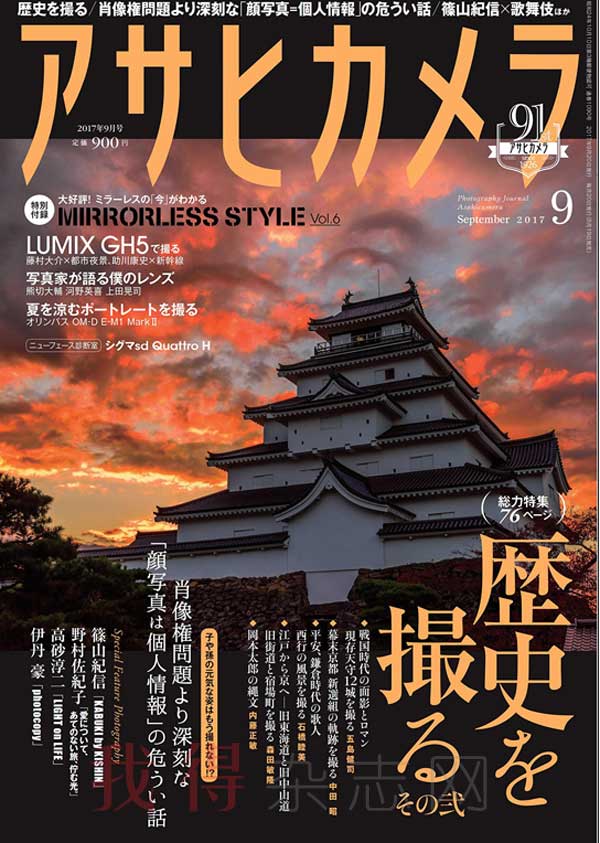 歴史を撮る/肖像権問題より深刻な「顔写真=個人情報」の危うい話/篠山紀信×歌舞伎ほか
アサヒカメラ
2017年9月号
定価 900円
91st
アサヒカメラ
SINCE
1926
Photography Journal
Asahicamera
September 2017 9
特別付録
大好評! ミラーレスの「今」がわかる
MIRRORLESS STYLE Vol.6
LUMIX GH5で撮る
藤村大介×都市夜景、助川康史×新幹線
写真家が語る僕のレンズ
熊切大輔 河野英喜 上田晃司
夏を涼むポートレートを撮る
オリンパス OM-D E-M1 MarkⅡ
ニューフェース診断室 シグマsd Quattro H
総力特集
76ページ
歴史を
撮る
その弐
◆戦国時代の面影とロマン
現存天守12城を撮る 五島健司
◆幕末京都 新選組の軌跡を撮る 中田 昭
◆平安、鎌倉時代の歌人
西行の風景を撮る 石橋睦美
◆江戸から京へ―旧東海道と旧中山道
旧街道と宿場町を撮る 森田敏隆
◆岡本太郎の縄文 内藤正敏
子や孫の元気な姿はもう撮れない!?
肖像権問題より深刻な
「顔写真は個人情報」の危うい話
Special Feature Photography
篠山紀信「KABUKI by KISHIN」
野村佐紀子「愛について、あてのない旅、佇む光」
高砂淳二「LiGHT on LIFE」
伊丹 豪「photocopy」
我得杂志网